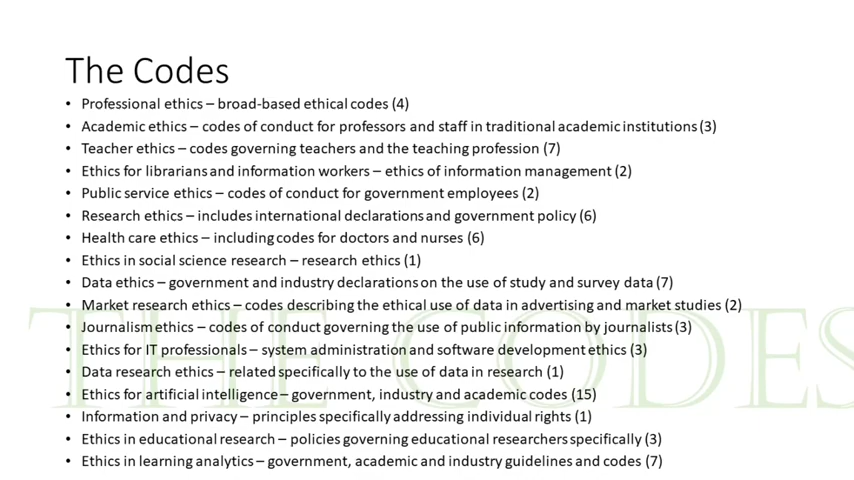 The Codes
• Professional ethics – broad-based ethical codes (4)
• Academic ethics – codes of conduct for professors and staff in traditional academic institutions (3)
• Teacher ethics – codes governing teachers and the teaching profession (7)
• Ethics for librarians and information workers – ethics of information management (2)
• Public service ethics – codes of conduct for government employees (2)
• Research ethics – includes international declarations and government policy (6)
• Health care ethics – including codes for doctors and nurses (6)
• Ethics in social science research – research ethics (1)
• Data ethics – government and industry declarations on the use of study and survey data (7)
• Market research ethics – codes describing the ethical use of data in advertising and market studies (2)
• Journalism ethics – codes of conduct governing the use of public information by journalists (3)
• Ethics for IT professionals – system administration and software development ethics (3)
• Data research ethics – related specifically to the use of data in research (1)
• Ethics for artificial intelligence – government, industry and academic codes (15)
• Information and privacy – principles specifically addressing individual rights (1)
• Ethics in educational research – policies governing educational researchers specifically (3)
• Ethics in learning analytics – government, academic and industry guidelines and codes (7)
THE CODES